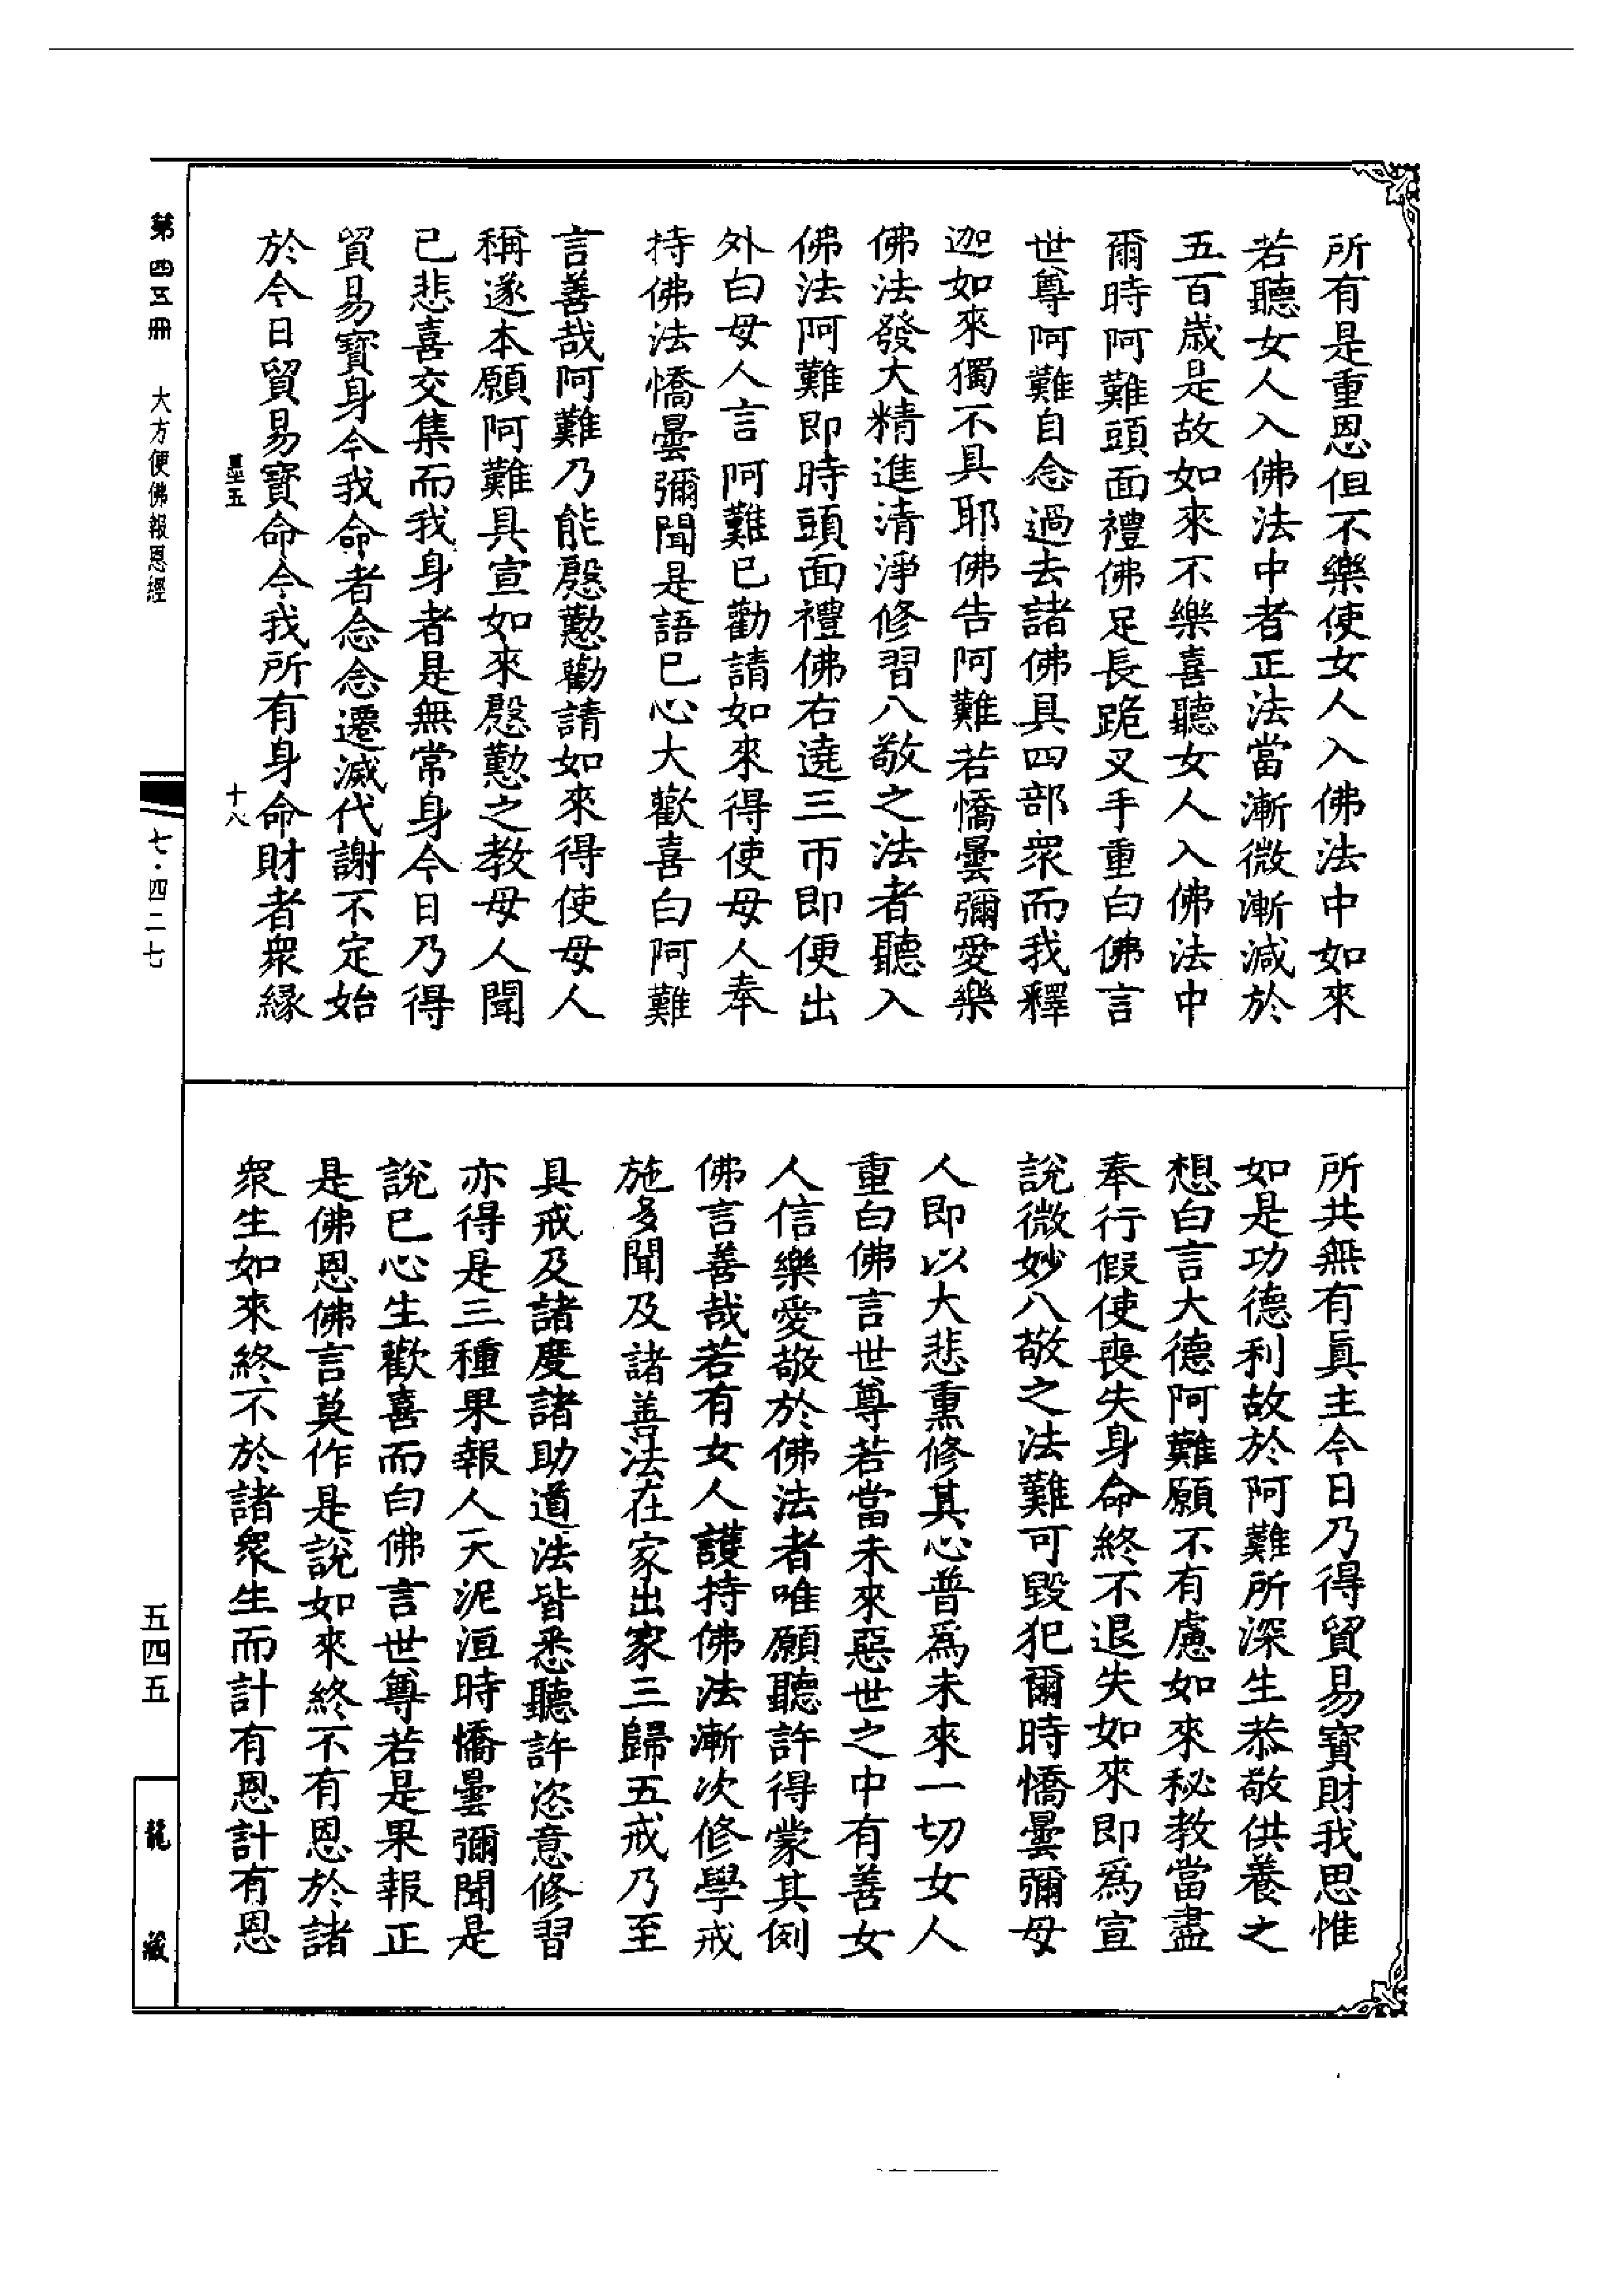 所有是重恩但不樂使女人入佛法中如來
若聽女人入佛法中者正法當漸微漸減於
五百歲是故如來不樂喜聽女人入佛法中
爾時阿難頭面禮佛足長跪叉手重白佛言
世尊阿難自念過去諸佛具四部衆而我釋
迦如來獨不具耶佛告阿難若憍曇彌愛樂
佛法發大精進清淨修習八敬之法者聽入
佛法阿難即時頭面禮佛右遶三帀即便出
外白母人言阿難已勸請如來得使母人奉
持佛法憍曇彌聞是語已心大歡喜白阿難
言善哉阿難乃能慇懃勸請如來得使母人
稱遂本願阿難具宣如來慇懃之教母人聞
已悲喜交集而我身者是無常身今日乃得
貿易寶身今我命者念念遷滅代謝不定始
於今日貿易寶命今我所有身命財者衆緣
墨五 十八
所共無有眞主今日乃得貿易寶財我思惟
如是功德利故於阿難所深生恭敬供養之
想白言大德阿難願不有慮如來秘教當盡
奉行假使喪失身命終不退失如來即爲宣
說微妙八敬之法難可毀犯爾時憍曇彌母
人即以大悲熏修其心普爲未來一切女人
重白佛言世尊若當未來惡世之中有善女
人信樂愛敬於佛法者唯願聽許得蒙其例
佛言善哉若有女人護持佛法漸次修學戒
施多聞及諸善法在家出家三歸五戒乃至
具戒及諸度諸助道法皆悉聽許恣意修習
亦得是三種果報人天泥洹時憍曇彌聞是
說已心生歡喜而白佛言世尊若是果報正
是佛恩佛言莫作是說如來終不有恩於諸
衆生如來終不於諸衆生而計有恩計有恩
第四五冊 大方便佛報恩經 七·四二七 五四五 龍藏